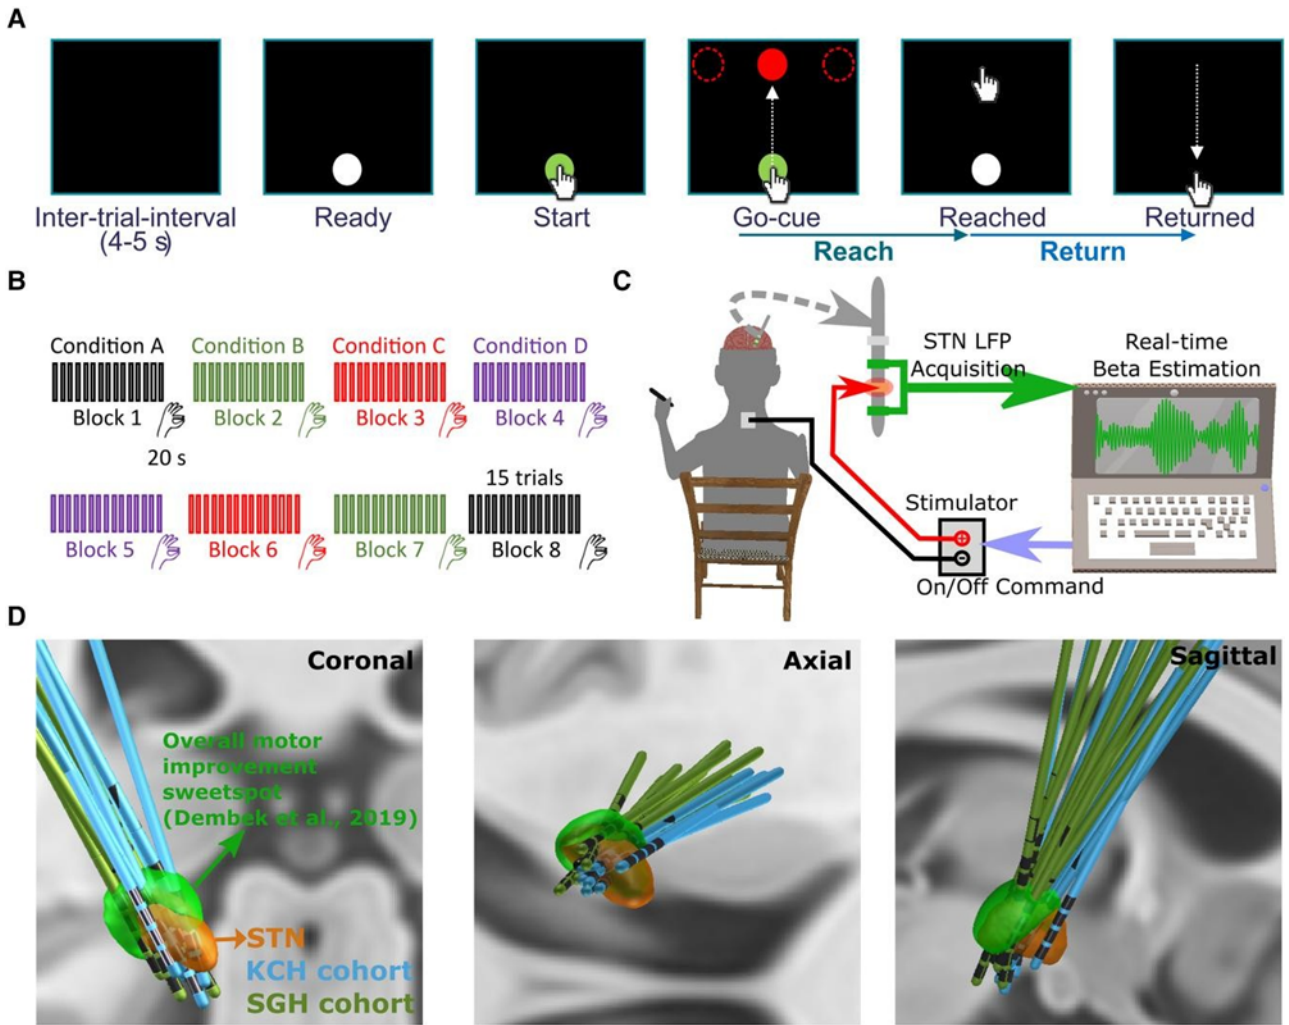 A
Inter-trial-interval
(4-5 s)
Ready
Start
Go-cue
Reached
Returned
Reach
Return
B
Condition A
Condition B
Condition C
Condition D
Block 1
Block 2
Block 3
Block 4
20 s
15 trials
Block 5
Block 6
Block 7
Block 8
C
STN LFP
Acquisition
Real-time
Beta Estimation
Stimulator
On/Off Command
D
Coronal
Overall motor
improvement
sweetspot
(Dembek et al., 2019)
STN
KCH cohort
SGH cohort
Axial
Sagittal